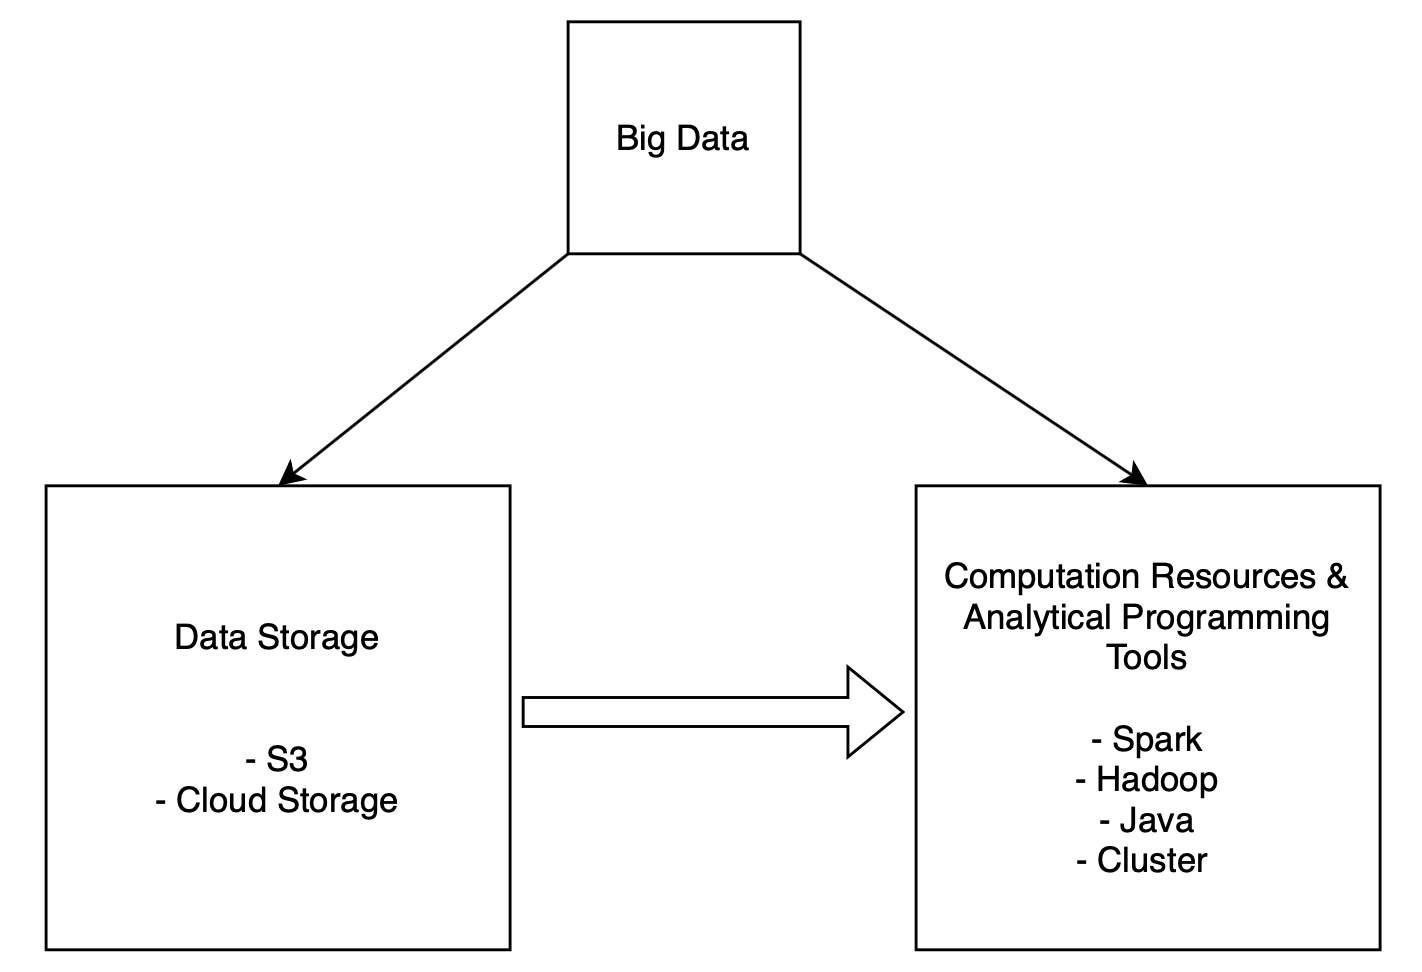 Big Data
Data Storage
- S3
- Cloud Storage
Computation Resources &
Analytical Programming
Tools
- Spark
- Hadoop
- Java
- Cluster